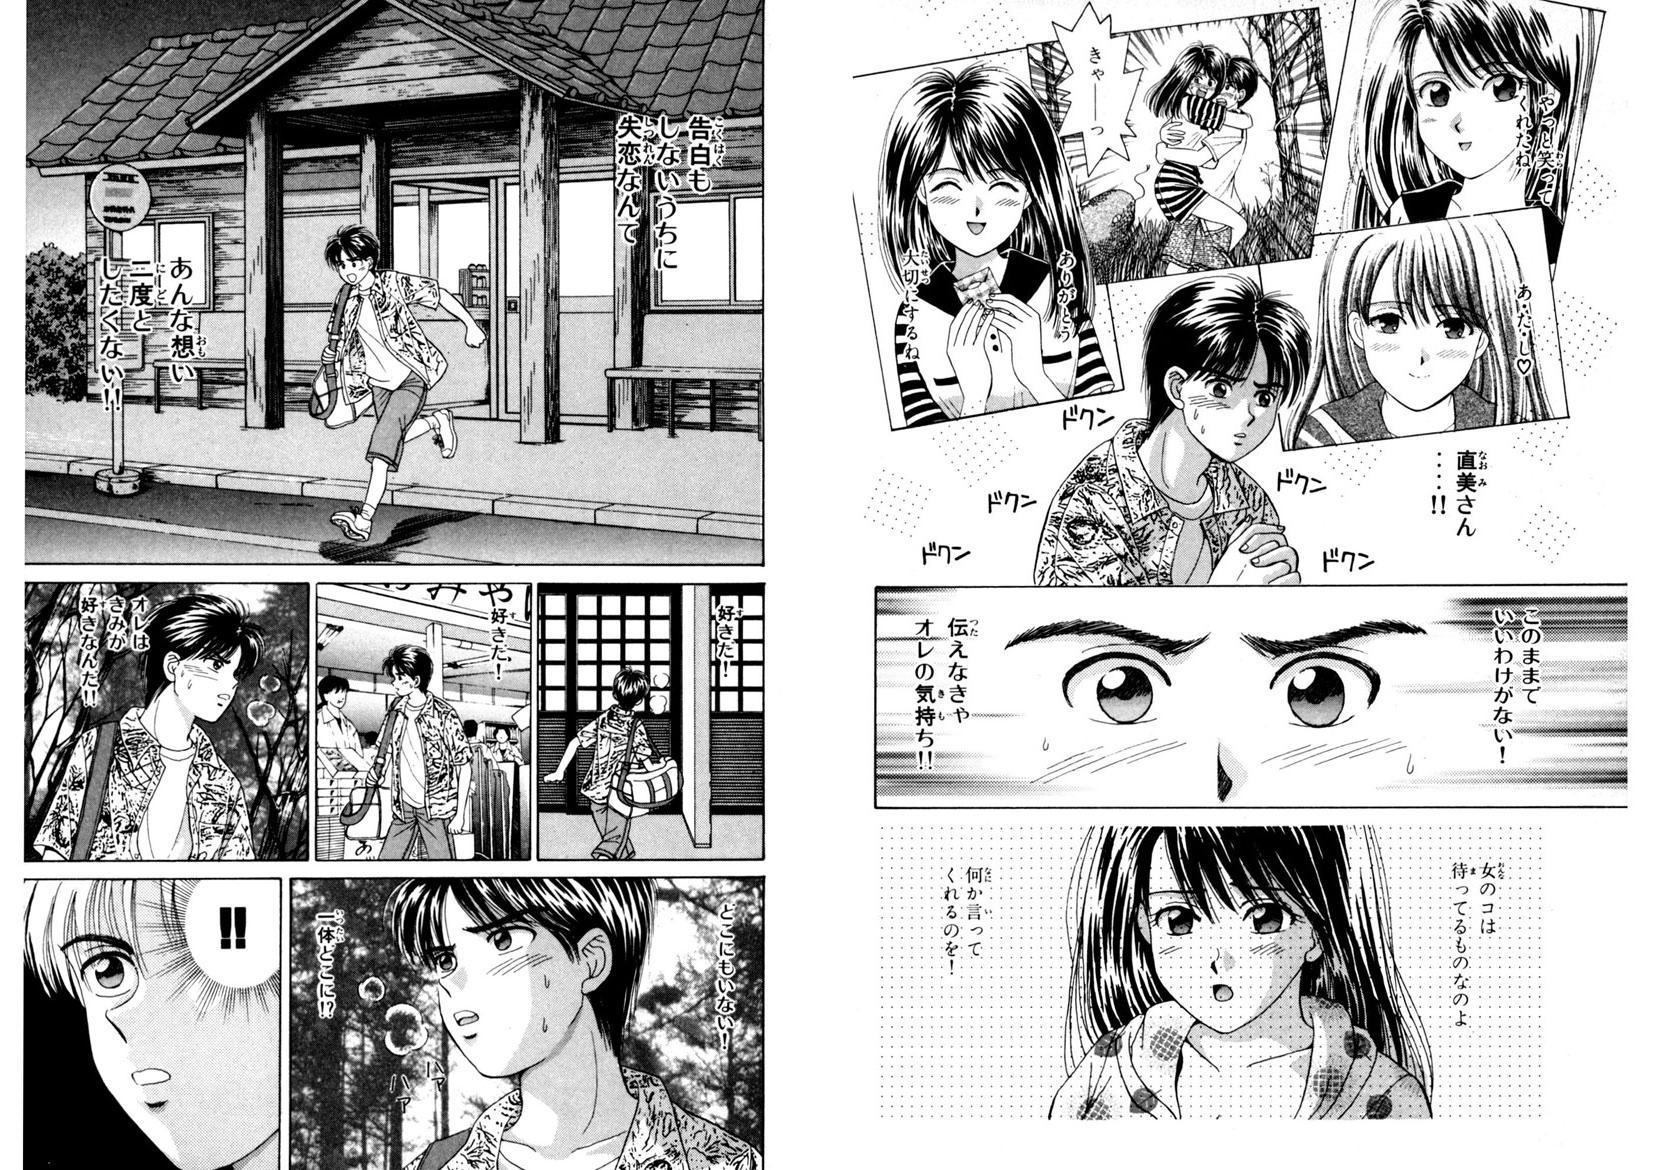 やっと笑って
くれたね
きゃーーっ
ありがとう
大切にするね
あ・た・し♡
直美さん
‥‥!!
ドクン
ドクン
ドクン
ドクン
ドクン
このままで
いいわけがない!
伝えなきゃ
オレの気持ち!!
女のコは
待ってるものなのよ
何か言って
くれるのを!
告白も
しないうちに
失恋なんて
あんな想い
二度と
したくない!!
好きだ!
みや
好きだ!
あ
オレは
きみが
好きなんだ!!
どこにもいない!
一体どこに!?
ハァ
ハァ
!!